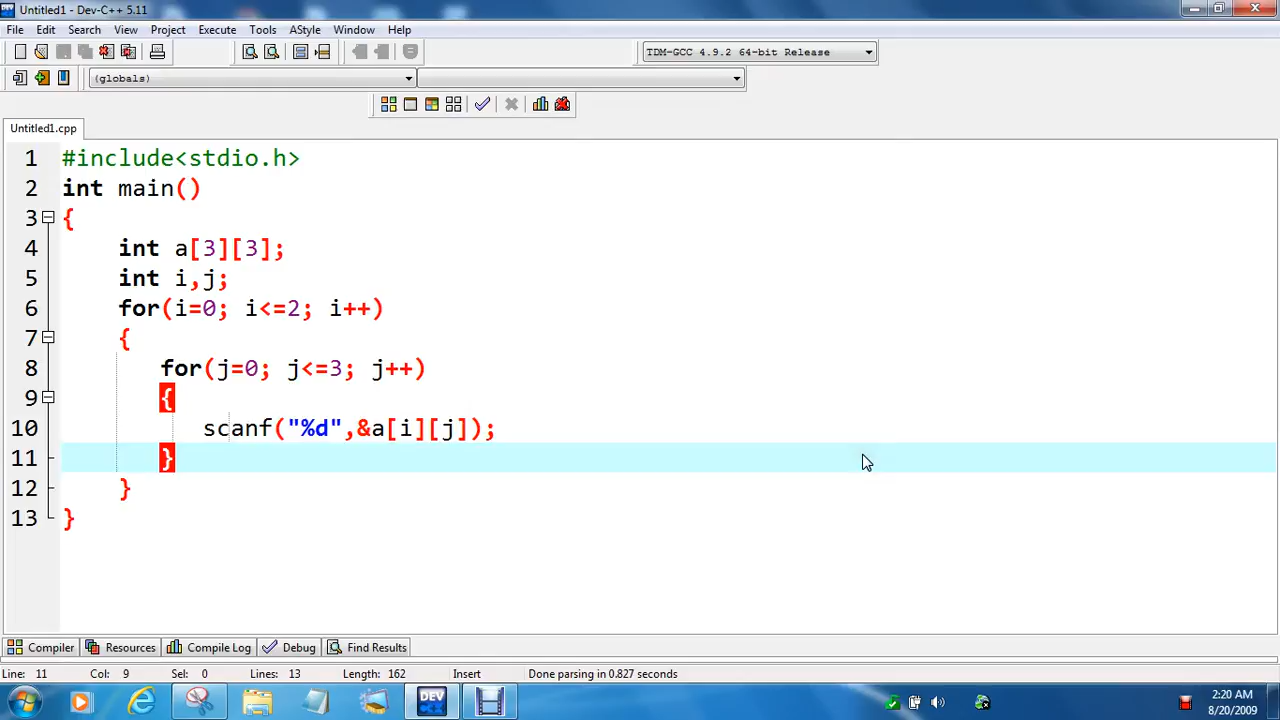 Untitled1 - Dev-C++ 5.11
File Edit Search View Project Execute Tools AStyle Window Help
TDM-GCC 4.9.2 64-bit Release
(globals)
Untitled1.cpp
1 #include<stdio.h>
2 int main()
3 {
4 int a[3][3];
5 int i,j;
6 for(i=0; i<=2; i++)
7 {
8 for(j=0; j<=3; j++)
9 {
10 scanf("%d",&a[i][j]);
11 }
12 }
13 }
Compiler Resources Compile Log Debug Find Results
Line: 11 Col: 9 Sel: 0 Lines: 13 Length: 162 Insert Done parsing in 0.827 seconds
DEV C++
2:20 AM
8/20/2009